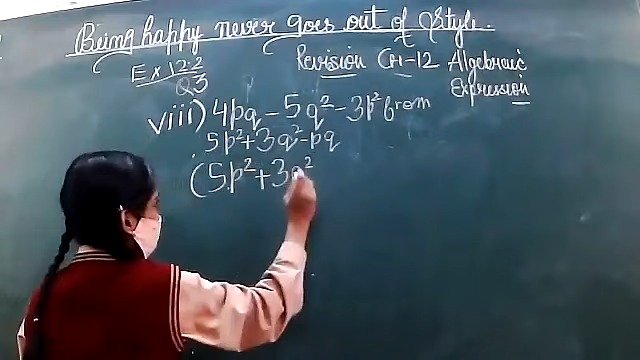 Being happy never goes out of Style.
Revision CH-12 Algebraic
Expression
Ex 12.2
Q3
viii) 4pq - 5q² - 3p² from
5p² + 3q² - pq
(5p² + 3q²